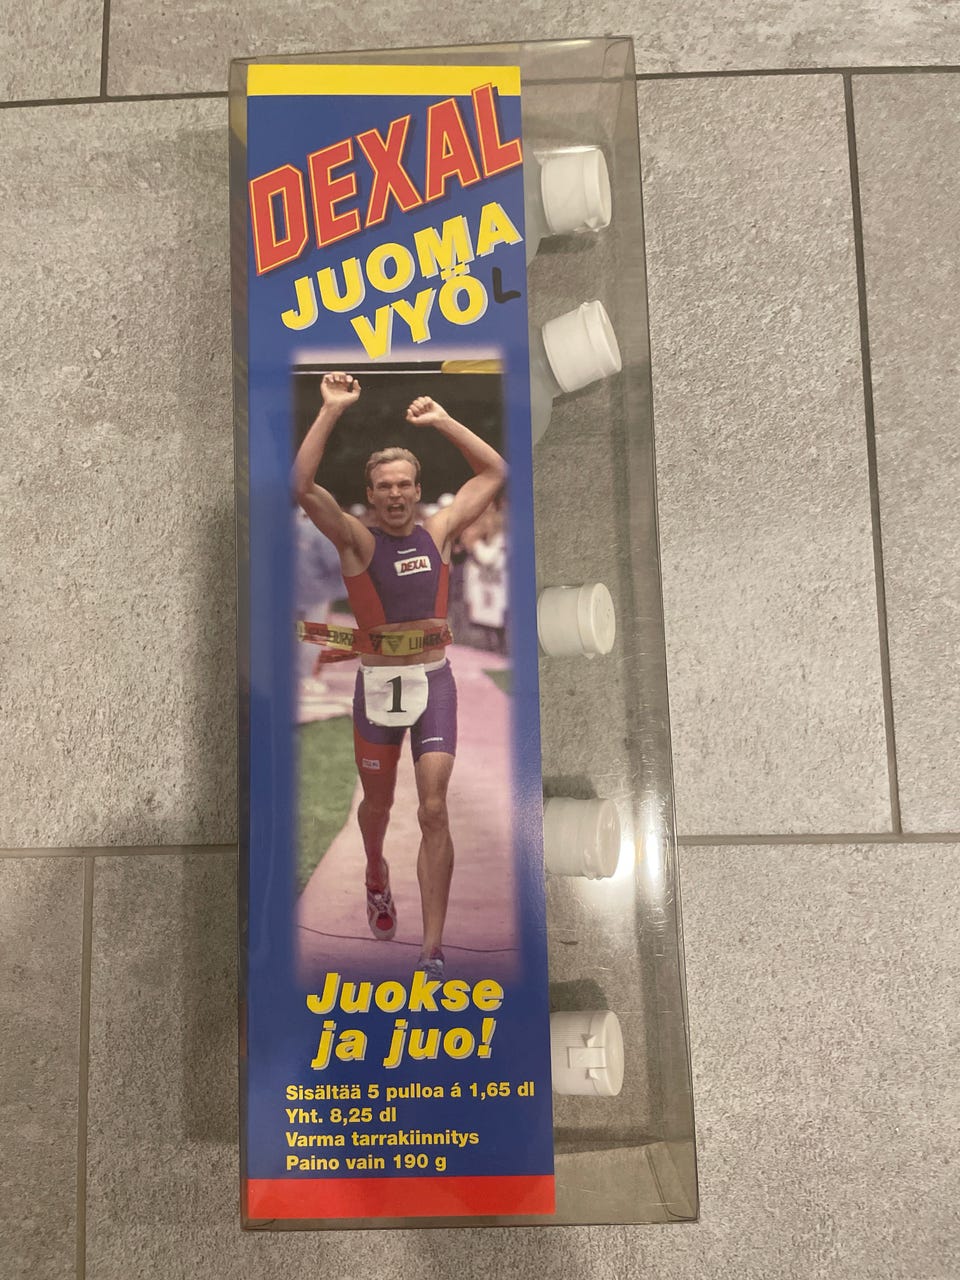 DEXAL
JUOMA
VYÖ L
DEXAL
1
Juokse
ja juo!
Sisältää 5 pulloa á 1,65 dl
Yht. 8,25 dl
Varma tarrakiinnitys
Paino vain 190 g